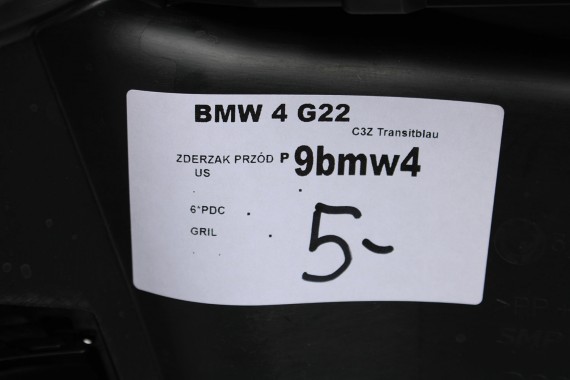 BMW 4 G22
C3Z Transitblau
ZDERZAK PRZÓD P 9bmw4
US
6*PDC
GRIL
5-